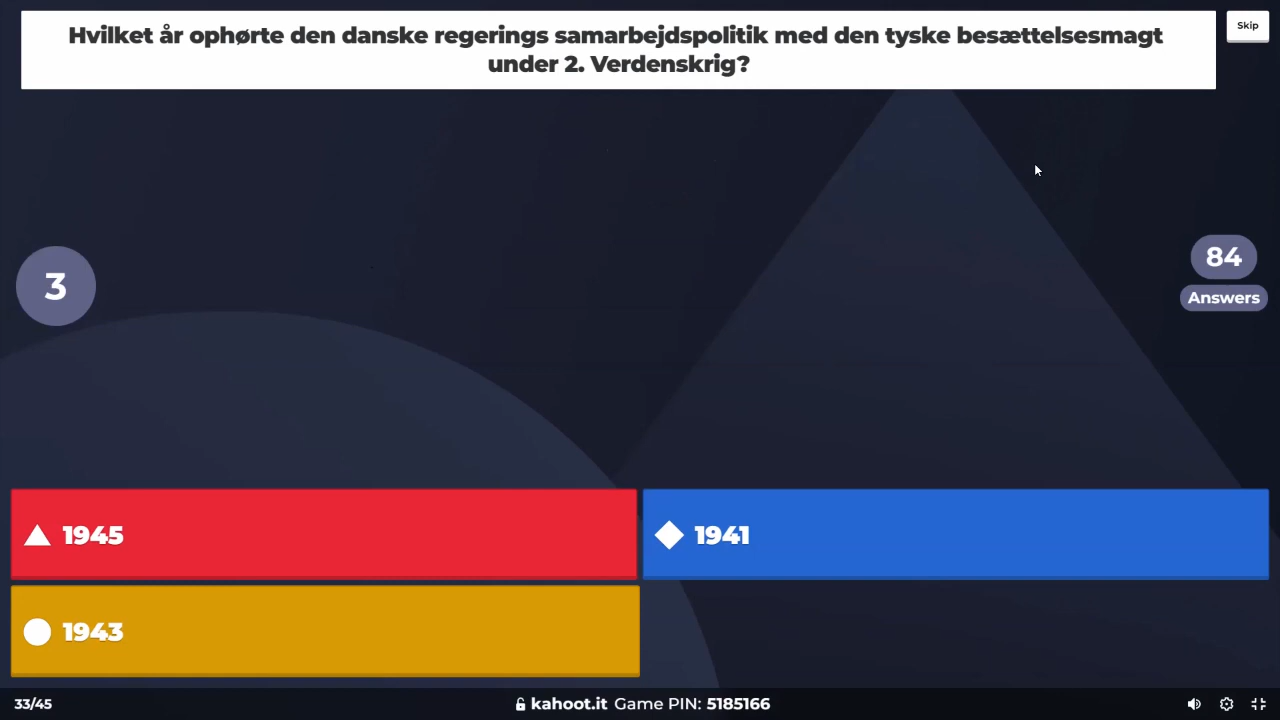 Hvilket år ophørte den danske regerings samarbejdspolitik med den tyske besættelsesmagt
under 2. Verdenskrig?
Skip
3
84
Answers
1945
1941
1943
33/45
kahoot.it Game PIN: 5185166